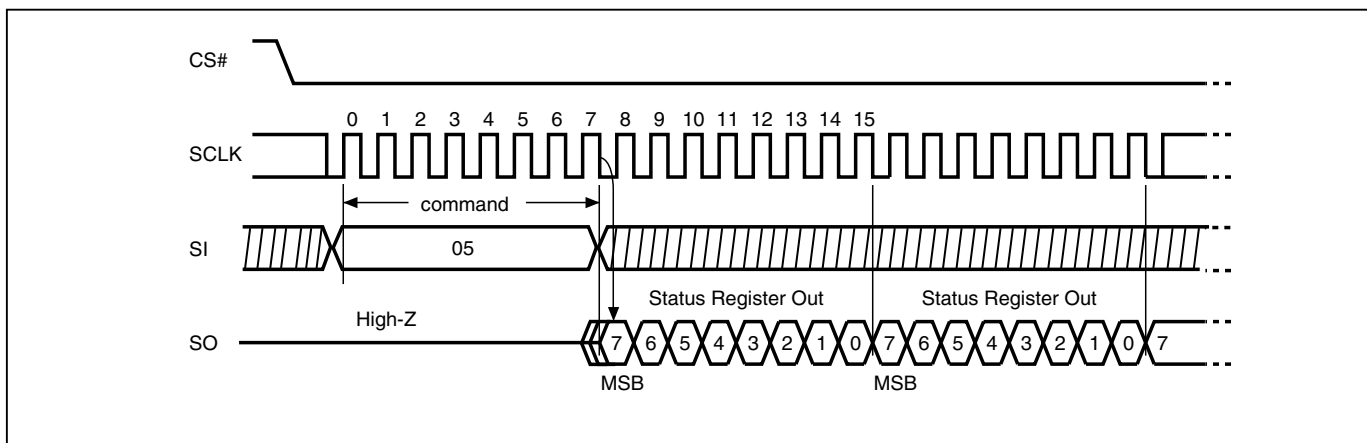 CS#
0 1 2 3 4 5 6 7 8 9 10 11 12 13 14 15
SCLK
command
SI
05
Status Register Out Status Register Out
High-Z
SO
7 6 5 4 3 2 1 0 7 6 5 4 3 2 1 0 7
MSB MSB